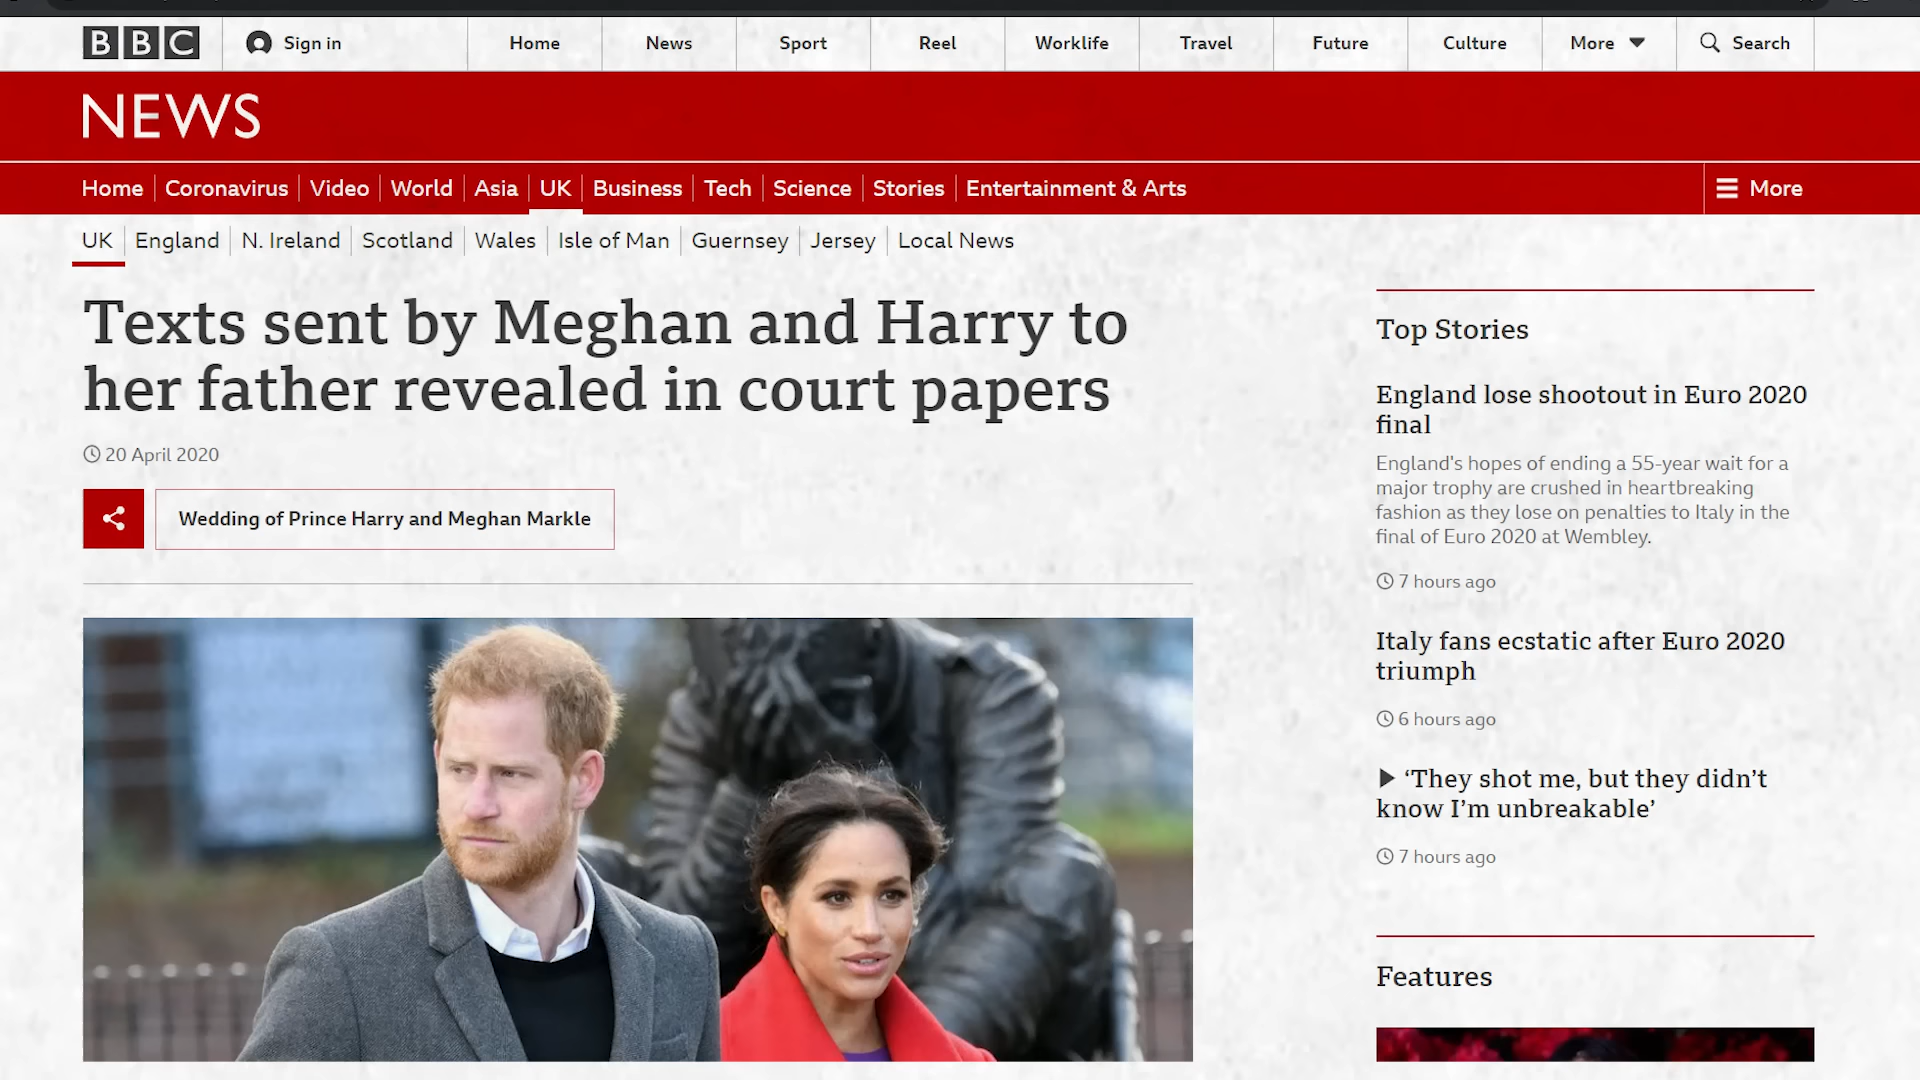 BBC
Sign in
Home
News
Sport
Reel
Worklife
Travel
Future
Culture
More
Search
NEWS
Home
Coronavirus
Video
World
Asia
UK
Business
Tech
Science
Stories
Entertainment & Arts
More
UK
England
N. Ireland
Scotland
Wales
Isle of Man
Guernsey
Jersey
Local News
Texts sent by Meghan and Harry to
her father revealed in court papers
20 April 2020
Wedding of Prince Harry and Meghan Markle
Top Stories
England lose shootout in Euro 2020
final
England's hopes of ending a 55-year wait for a
major trophy are crushed in heartbreaking
fashion as they lose on penalties to Italy in the
final of Euro 2020 at Wembley.
7 hours ago
Italy fans ecstatic after Euro 2020
triumph
6 hours ago
‘They shot me, but they didn’t
know I’m unbreakable’
7 hours ago
Features